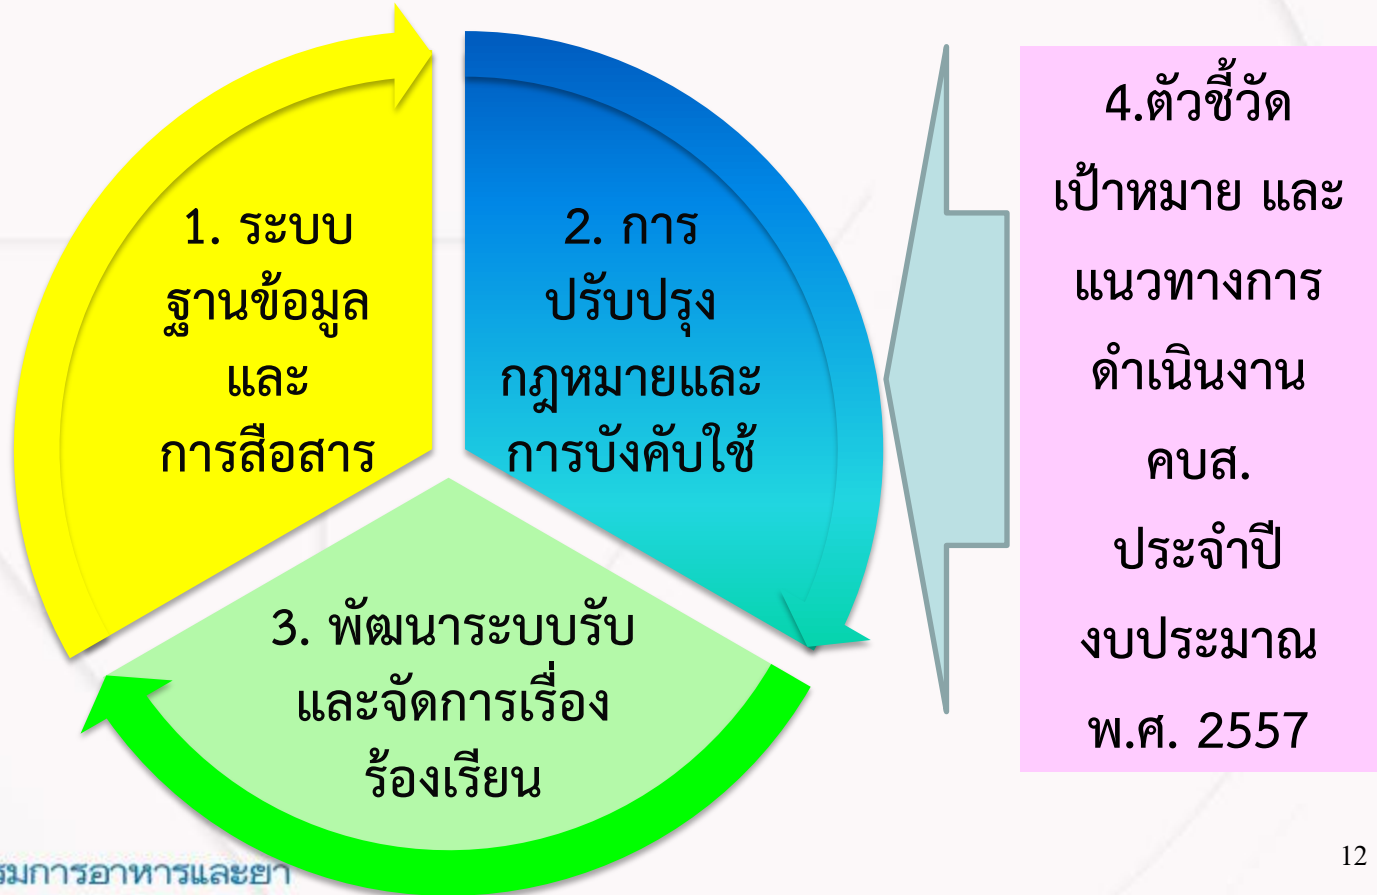 1. ระบบ
ฐานข้อมูล
และ
การสื่อสาร
2. การ
ปรับปรุง
กฎหมายและ
การบังคับใช้
3. พัฒนาระบบรับ
และจัดการเรื่อง
ร้องเรียน
4.ตัวชี้วัด
เป้าหมาย และ
แนวทางการ
ดำเนินงาน
คบส.
ประจำปี
งบประมาณ
พ.ศ. 2557
รมการอาหารและยา
12